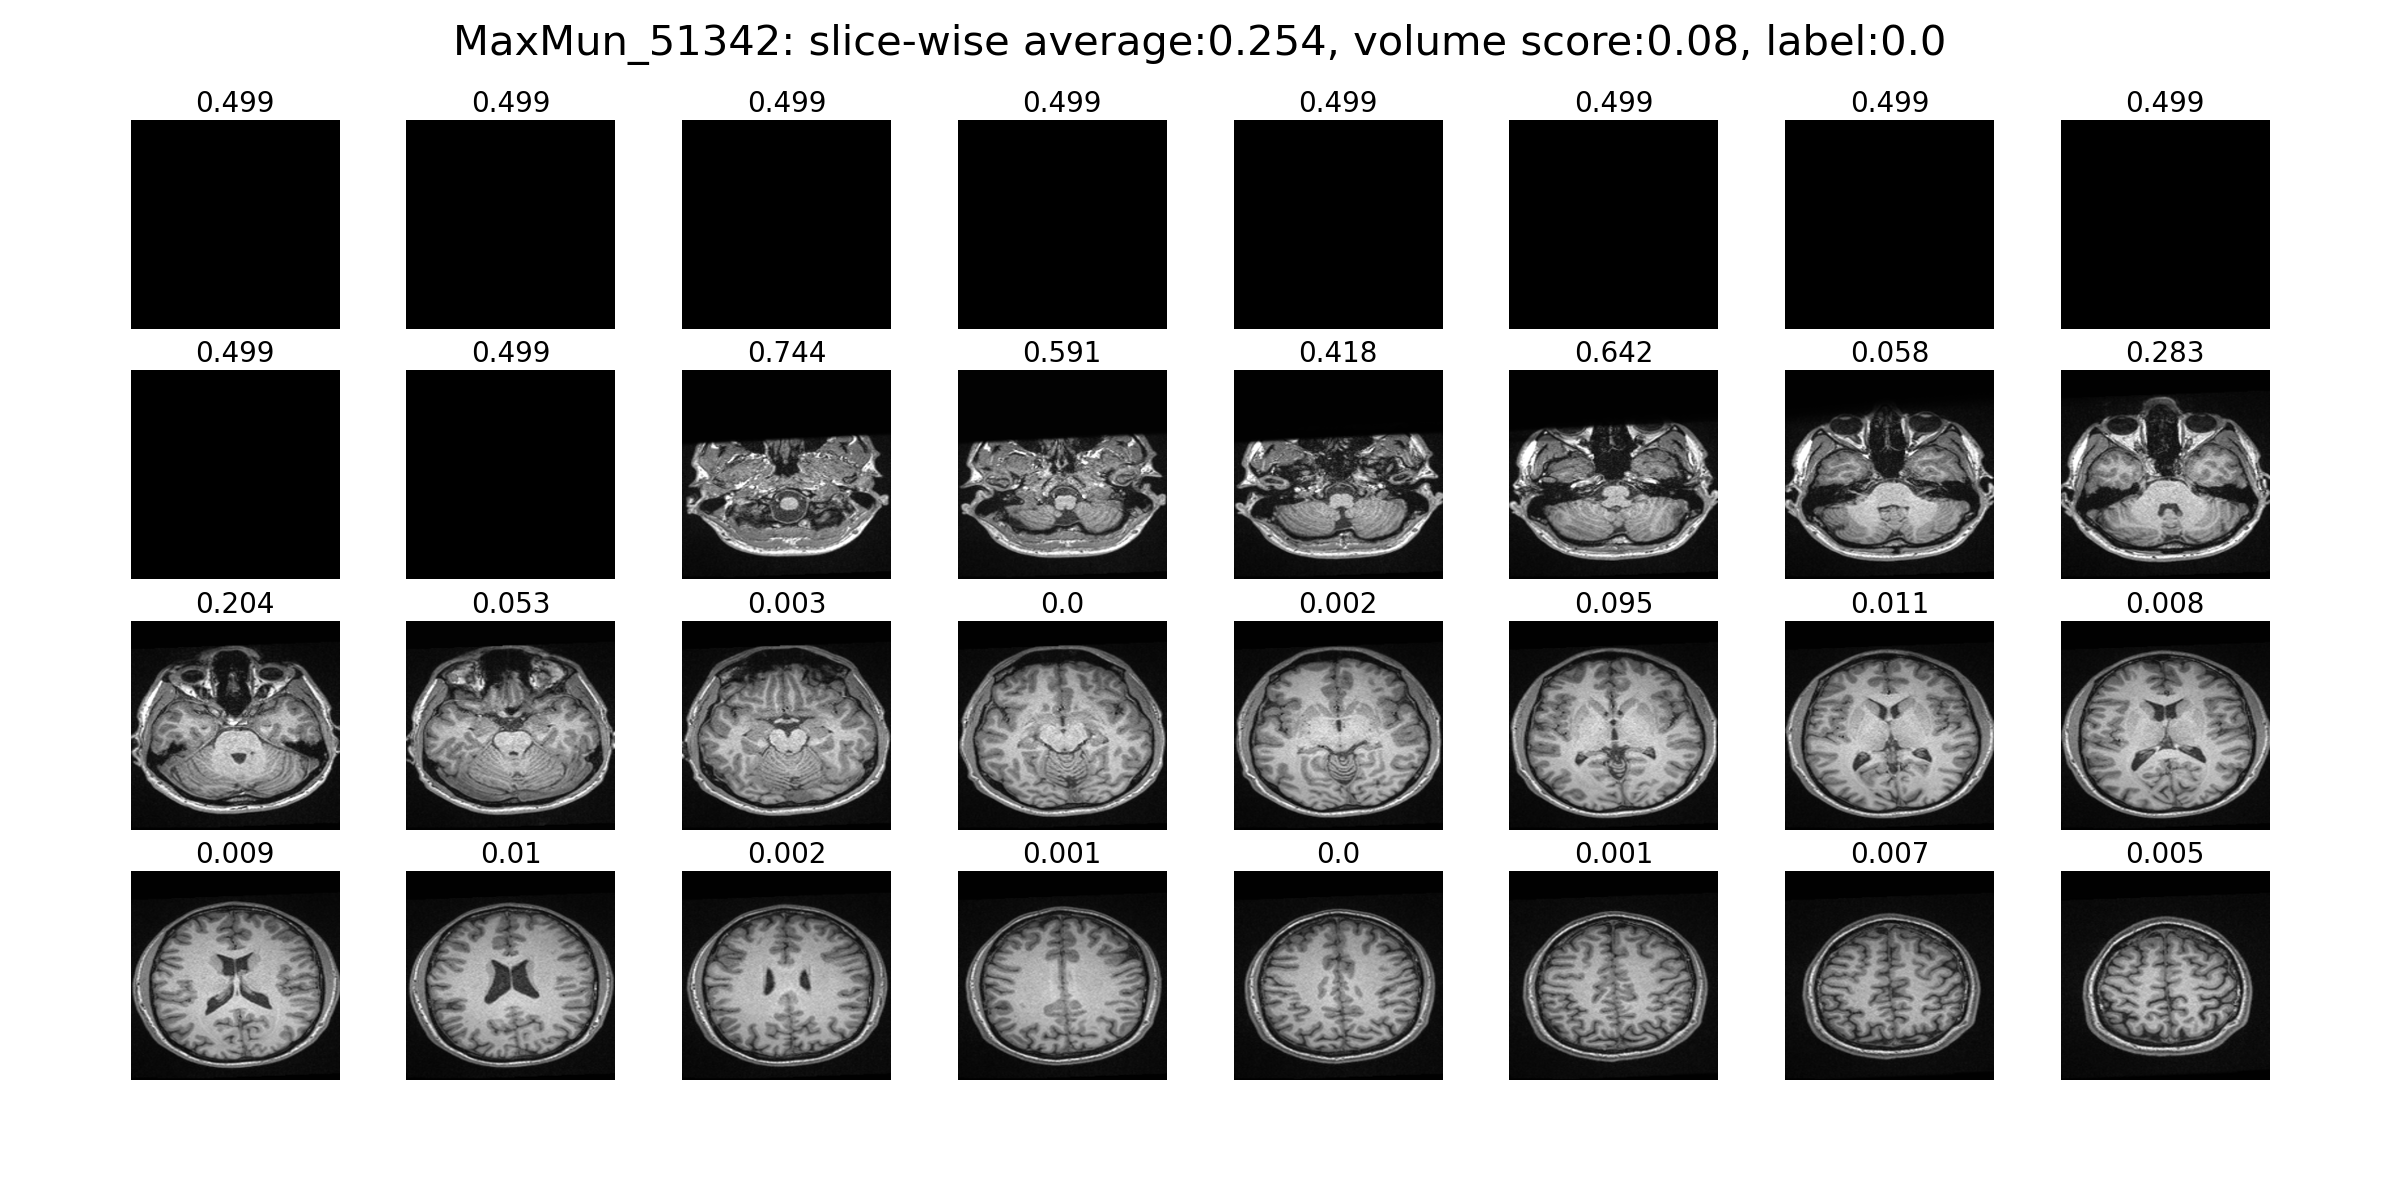 MaxMun_51342: slice-wise average:0.254, volume score:0.08, label:0.0
0.499 0.499 0.499 0.499 0.499 0.499 0.499 0.499
0.499 0.499 0.744 0.591 0.418 0.642 0.058 0.283
0.204 0.053 0.003 0.0 0.002 0.095 0.011 0.008
0.009 0.01 0.002 0.001 0.0 0.001 0.007 0.005